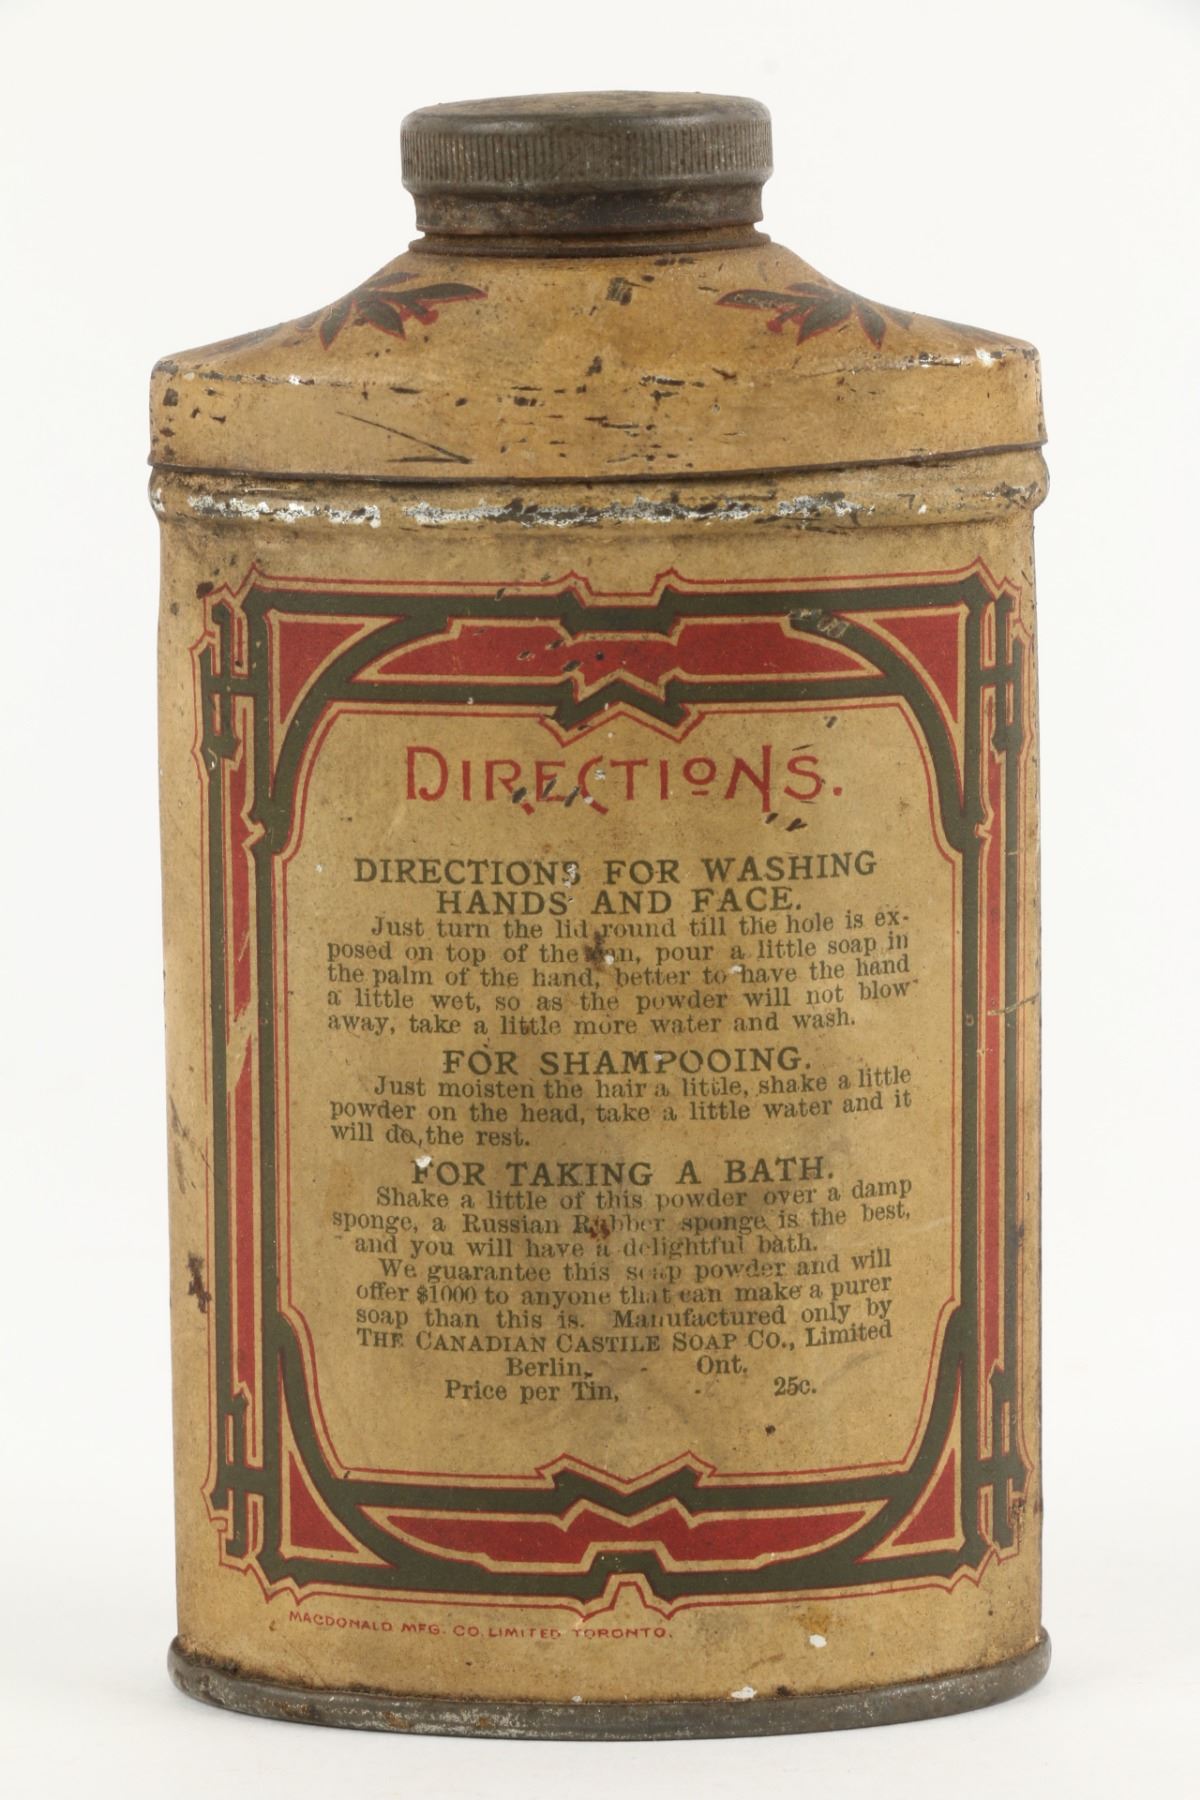 DIRECTIONS.
DIRECTIONS FOR WASHING
HANDS AND FACE.
Just turn the lid round till the hole is ex-
posed on top of the can, pour a little soap in
the palm of the hand, better to have the hand
a little wet, so as the powder will not blow
away, take a little more water and wash.
FOR SHAMPOOING.
Just moisten the hair a little, shake a little
powder on the head, take a little water and it
will do the rest.
FOR TAKING A BATH.
Shake a little of this powder over a damp
sponge, a Russian Rubber sponge is the best,
and you will have a delightful bath.
We guarantee this soap powder and will
offer $1000 to anyone that can make a purer
soap than this is. Manufactured only by
THE CANADIAN CASTILE SOAP CO., Limited
Berlin, - Ont.
Price per Tin, - 25c.
MACDONALD MFG. CO. LIMITED TORONTO.